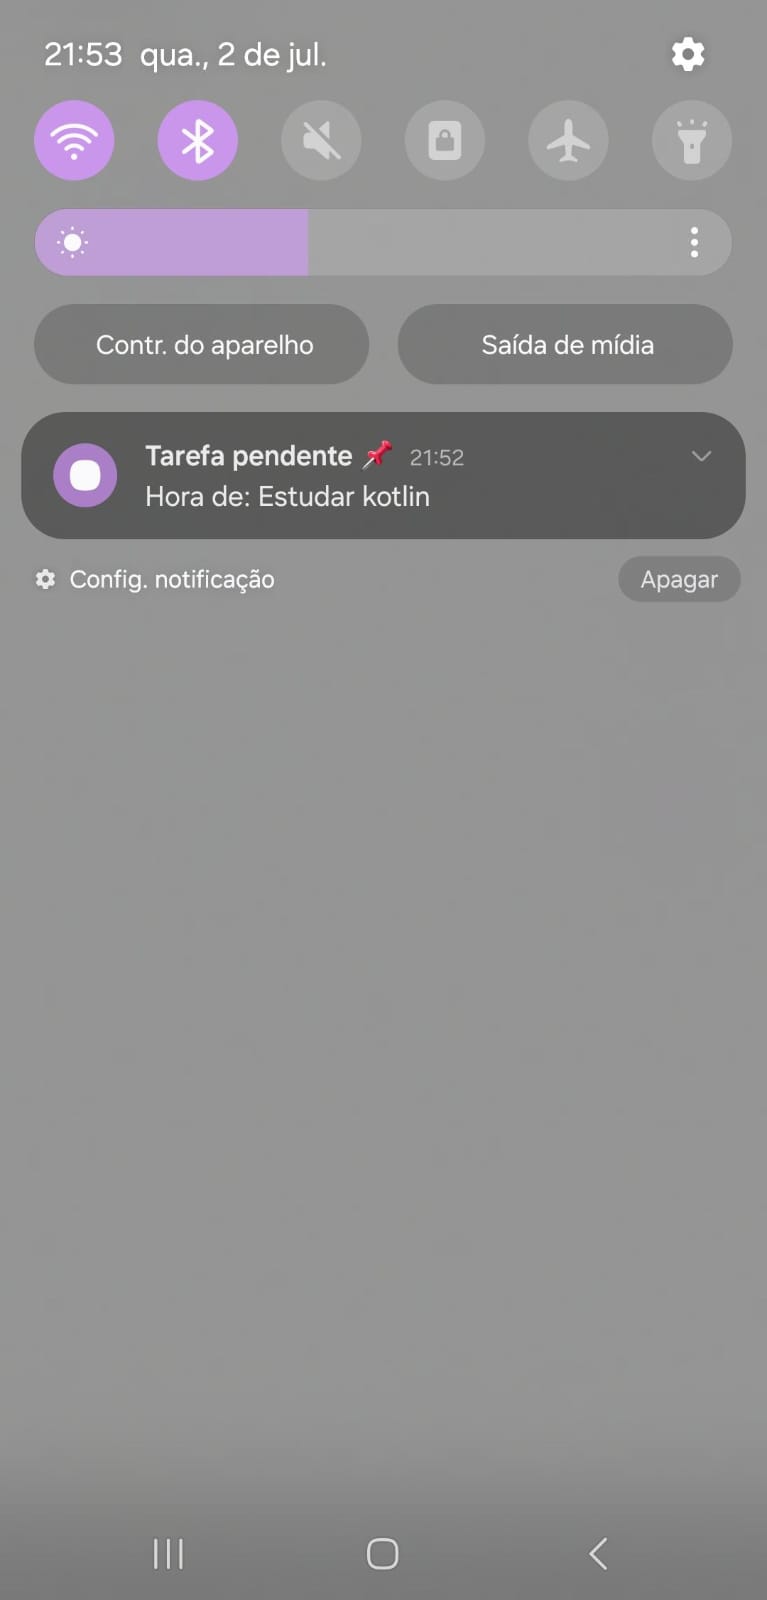 21:53 qua., 2 de jul.
Contr. do aparelho
Saída de mídia
Tarefa pendente 📌 21:52
Hora de: Estudar kotlin
Config. notificação
Apagar